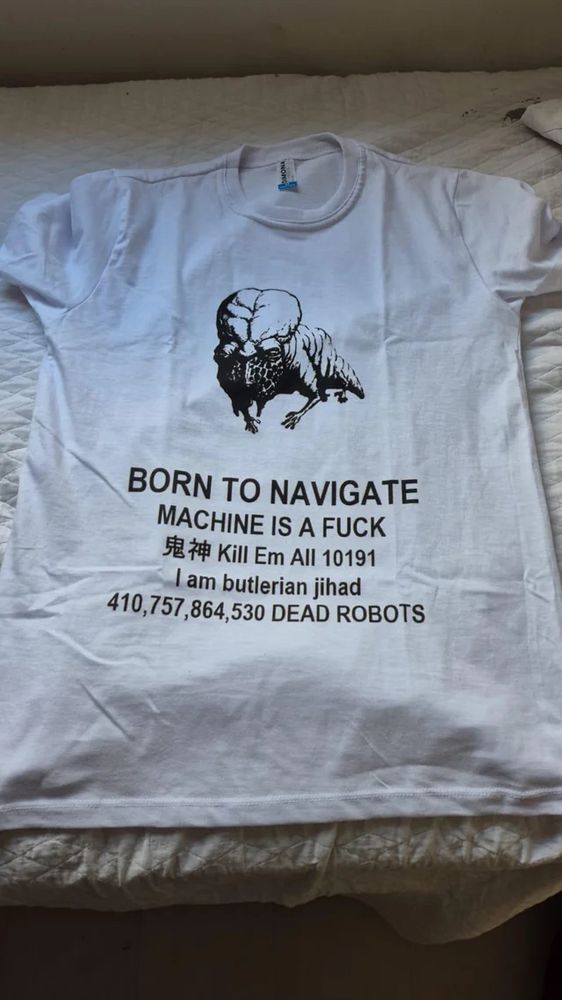 BORN TO NAVIGATE
MACHINE IS A FUCK
鬼神 Kill Em All 10191
I am butlerian jihad
410,757,864,530 DEAD ROBOTS